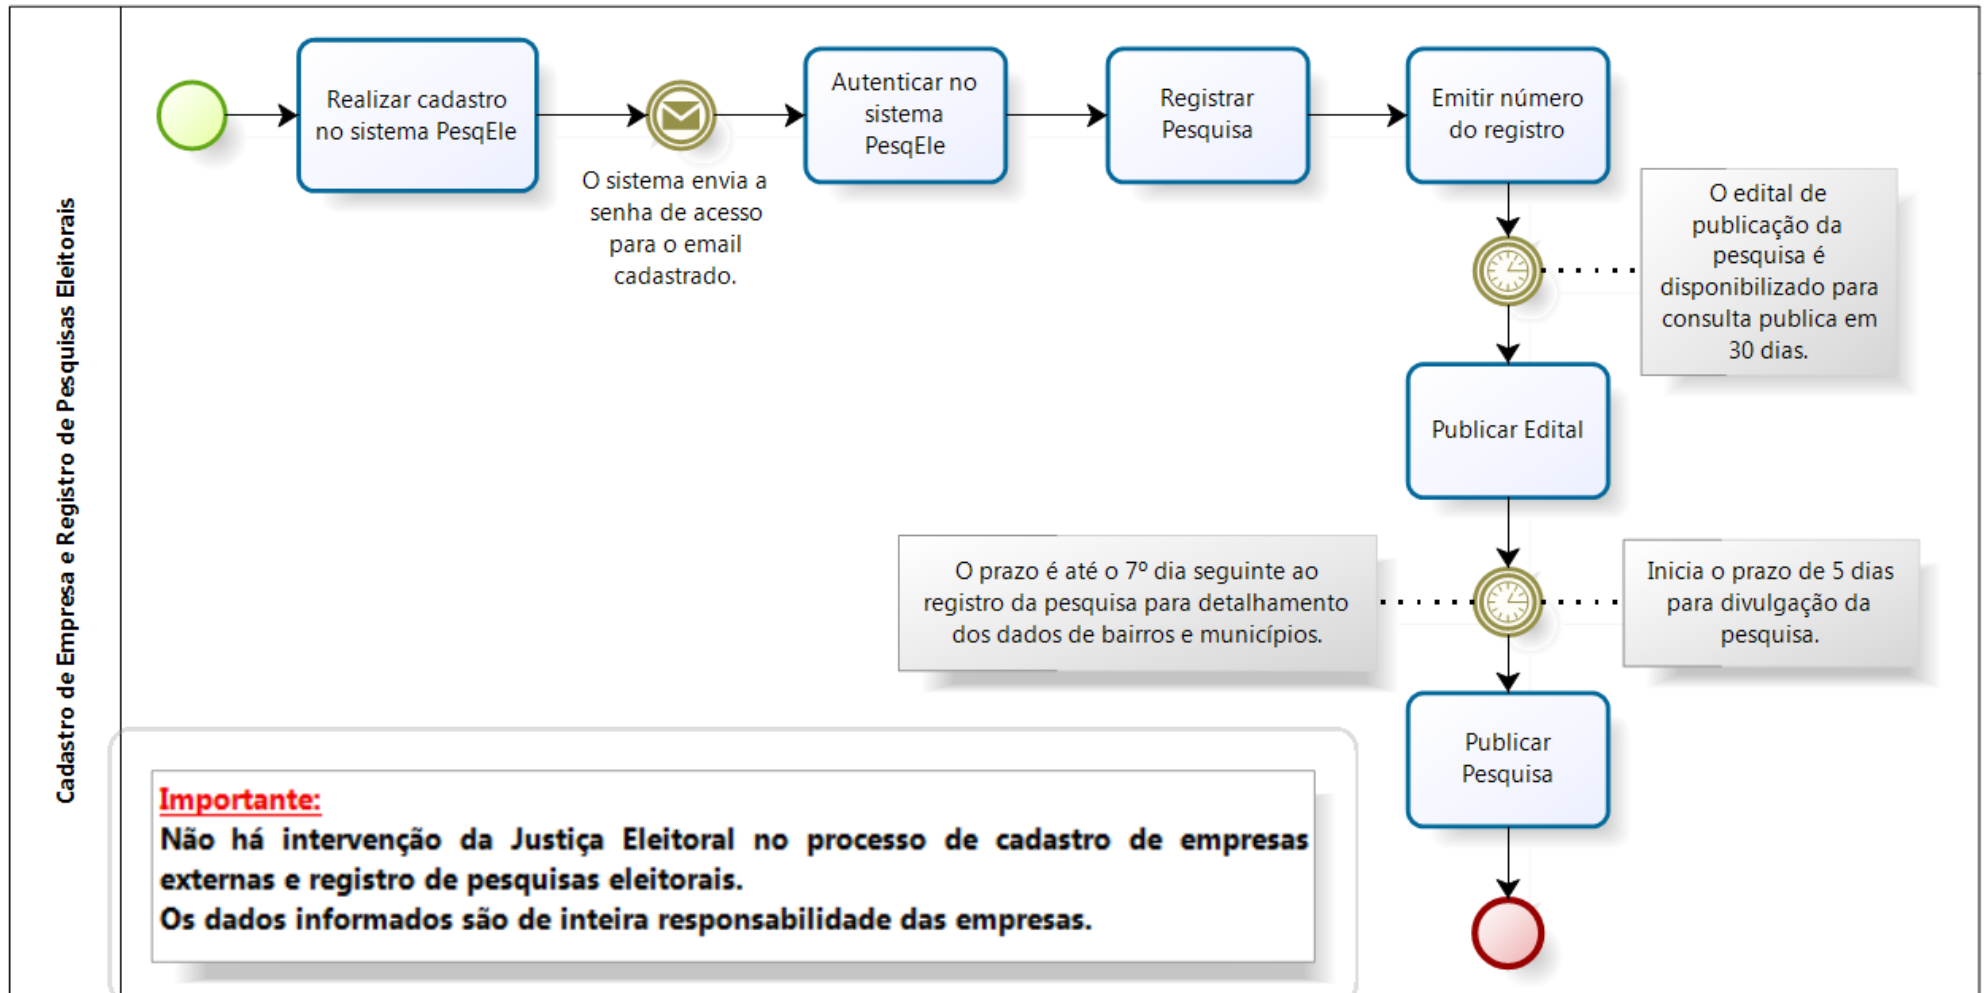 Cadastro de Empresa e Registro de Pesquisas Eleitorais
Realizar cadastro
no sistema PesqEle
O sistema envia a
senha de acesso
para o email
cadastrado.
Autenticar no
sistema
PesqEle
Registrar
Pesquisa
Emitir número
do registro
O edital de
publicação da
pesquisa é
disponibilizado para
consulta publica em
30 dias.
Publicar Edital
O prazo é até o 7º dia seguinte ao
registro da pesquisa para detalhamento
dos dados de bairros e municípios.
Inicia o prazo de 5 dias
para divulgação da
pesquisa.
Publicar
Pesquisa
Importante:
Não há intervenção da Justiça Eleitoral no processo de cadastro de empresas
externas e registro de pesquisas eleitorais.
Os dados informados são de inteira responsabilidade das empresas.